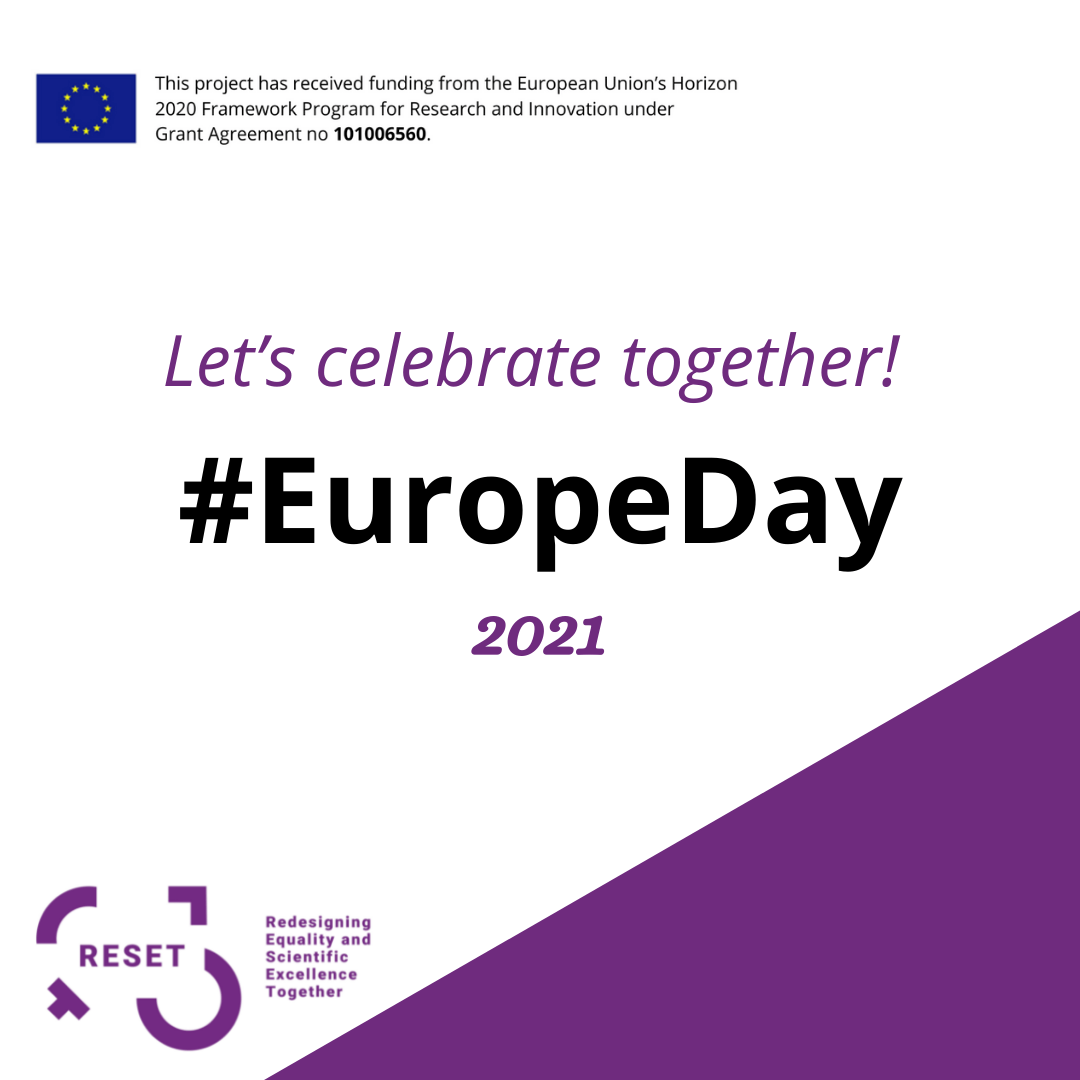 This project has received funding from the European Union’s Horizon
2020 Framework Program for Research and Innovation under
Grant Agreement no 101006560.
Let’s celebrate together!
#EuropeDay
2021
RESET
Redesigning
Equality and
Scientific
Excellence
Together